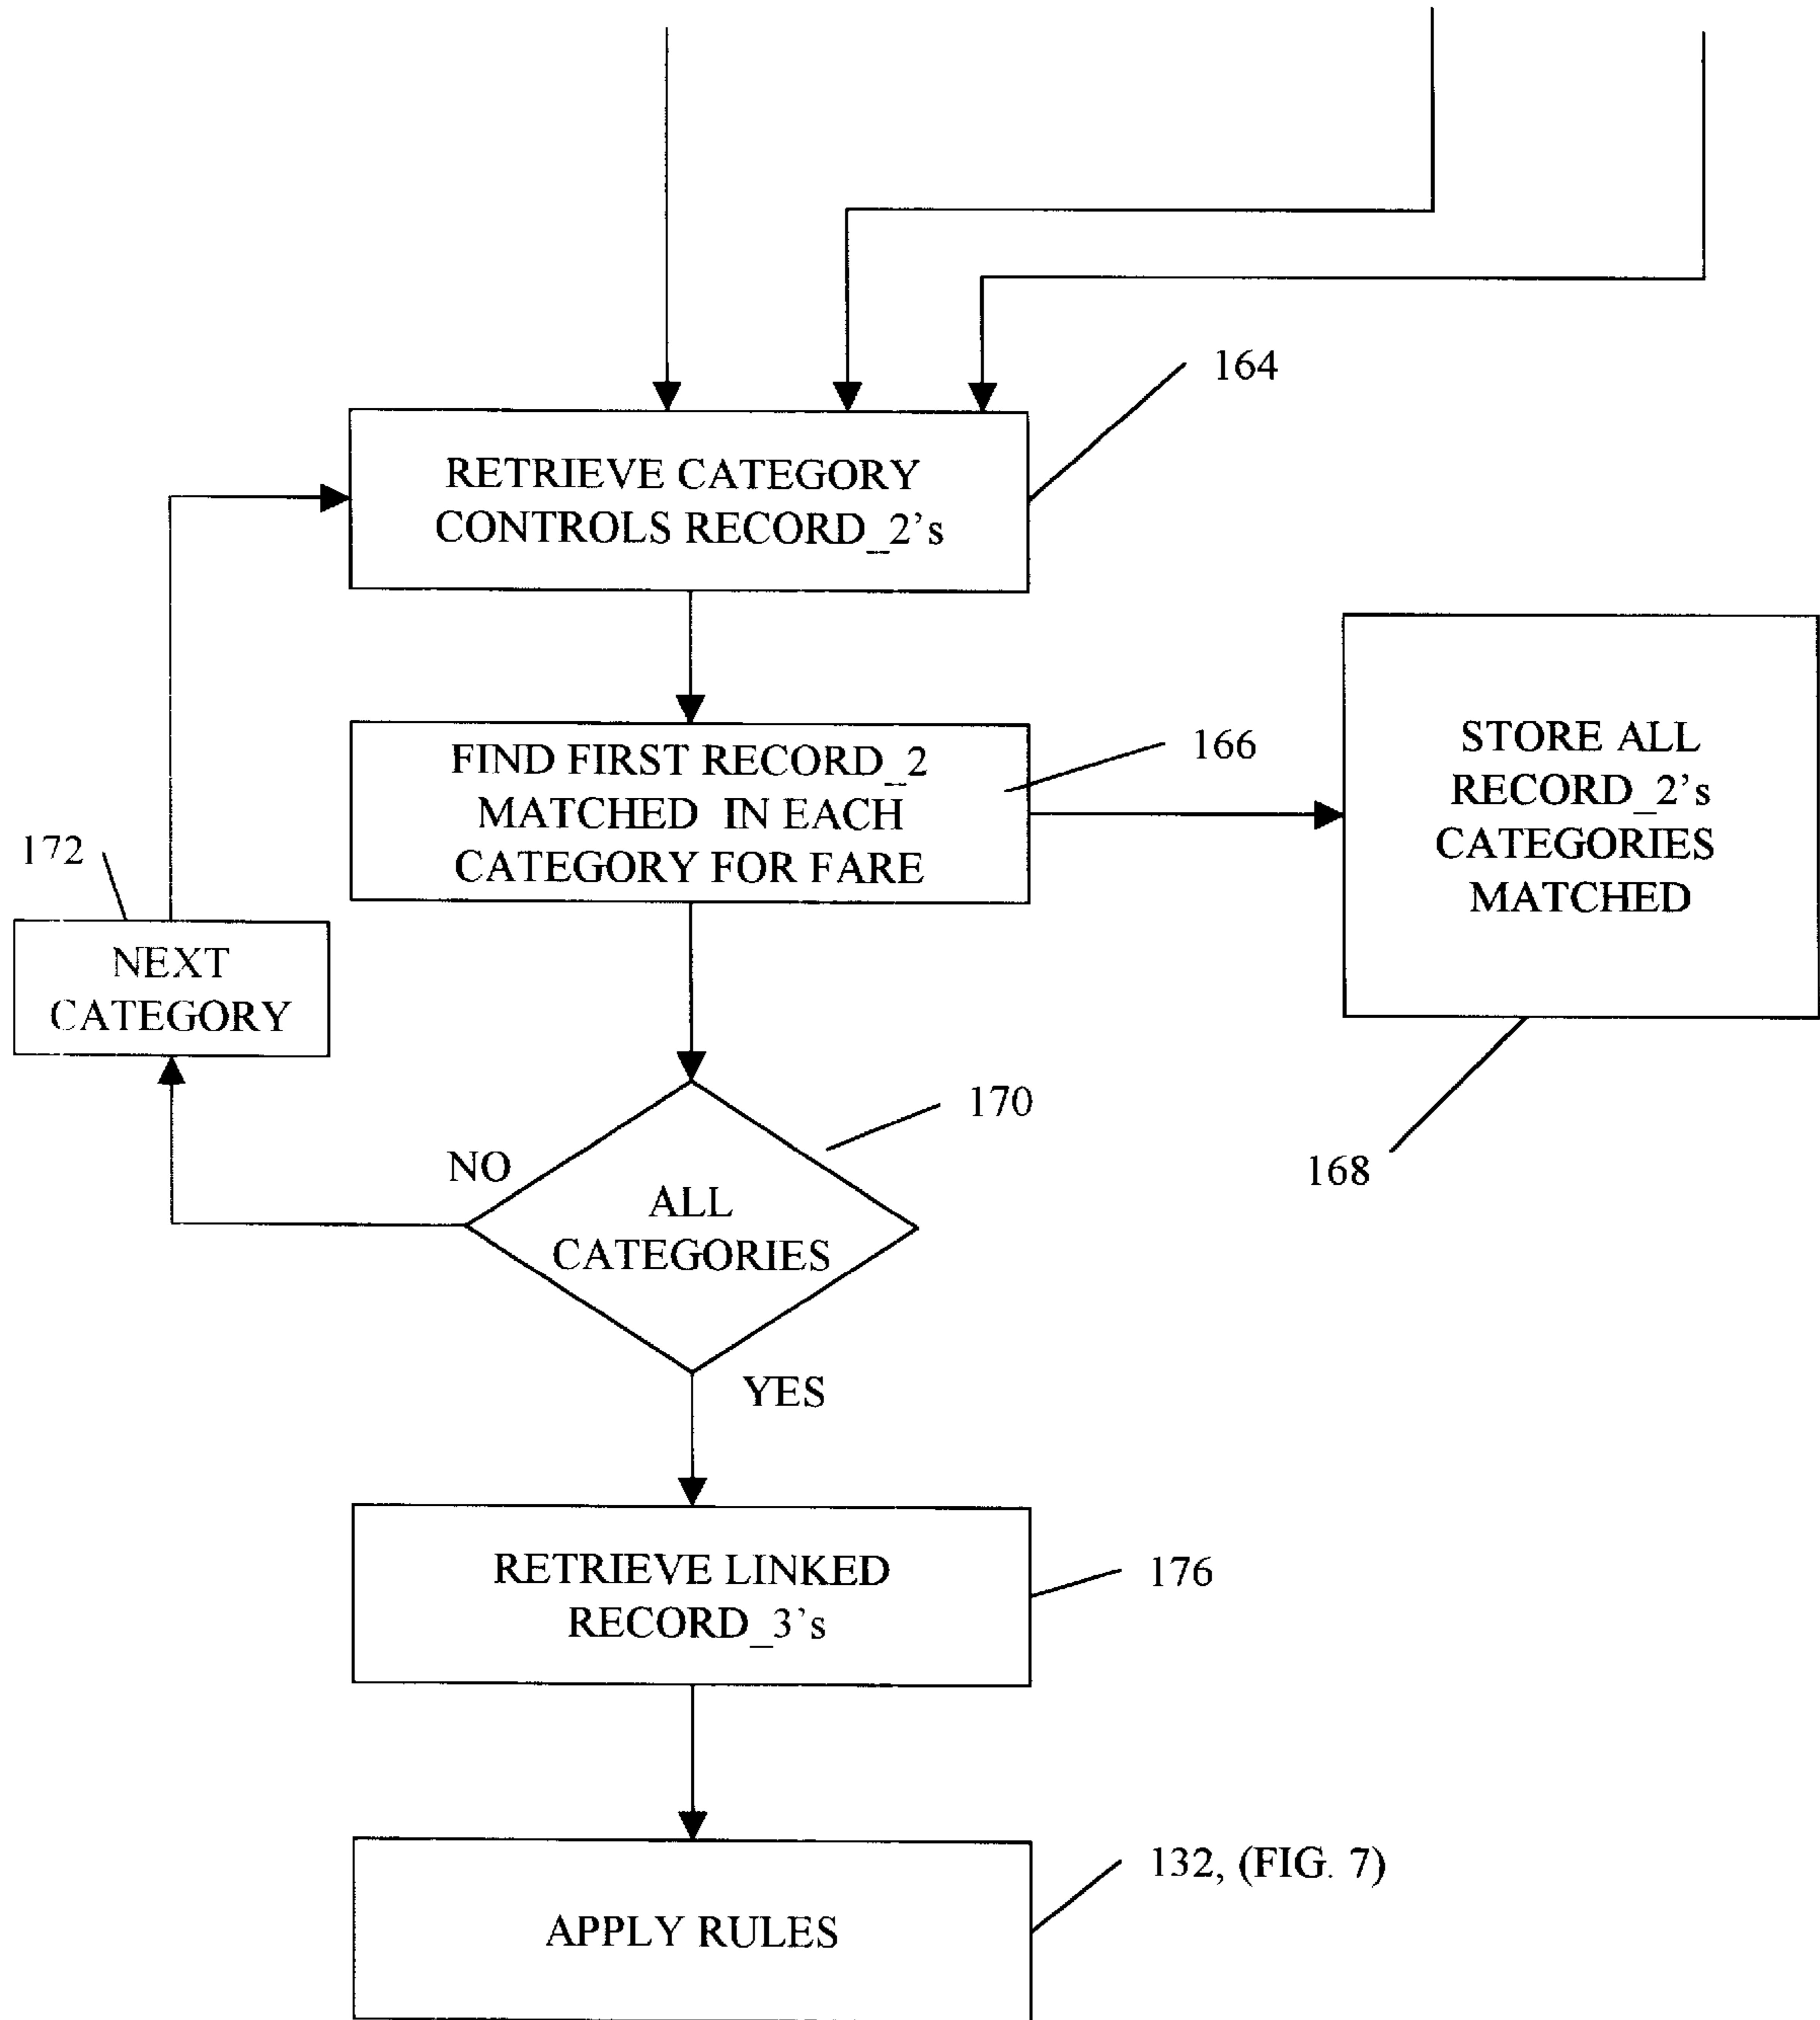 164
RETRIEVE CATEGORY
CONTROLS RECORD_2's
FIND FIRST RECORD_2
MATCHED IN EACH
CATEGORY FOR FARE
166
STORE ALL
RECORD_2's
CATEGORIES
MATCHED
168
172
NEXT
CATEGORY
170
NO
ALL
CATEGORIES
YES
RETRIEVE LINKED
RECORD_3's
176
132, (FIG. 7)
APPLY RULES